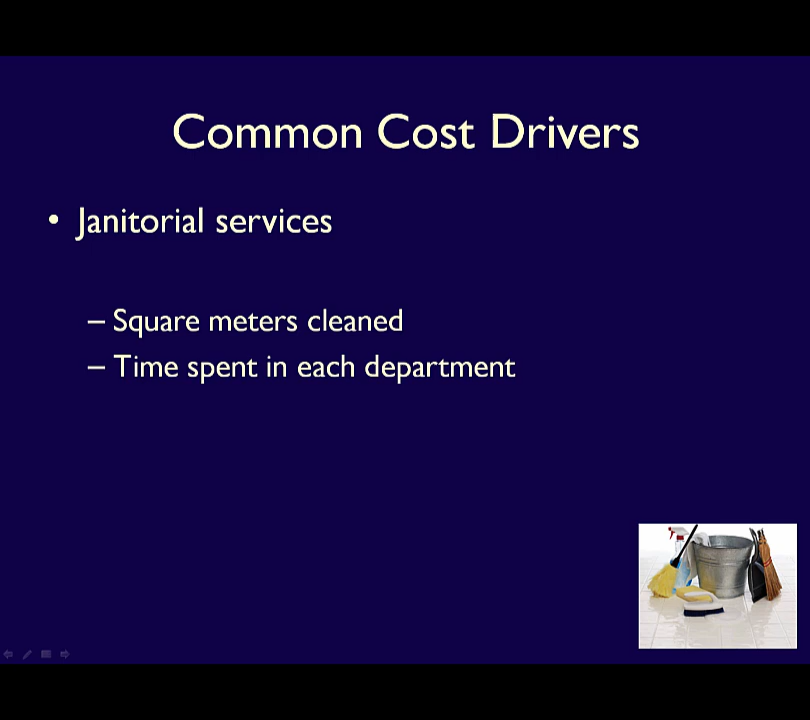 Common Cost Drivers
• Janitorial services
– Square meters cleaned
– Time spent in each department